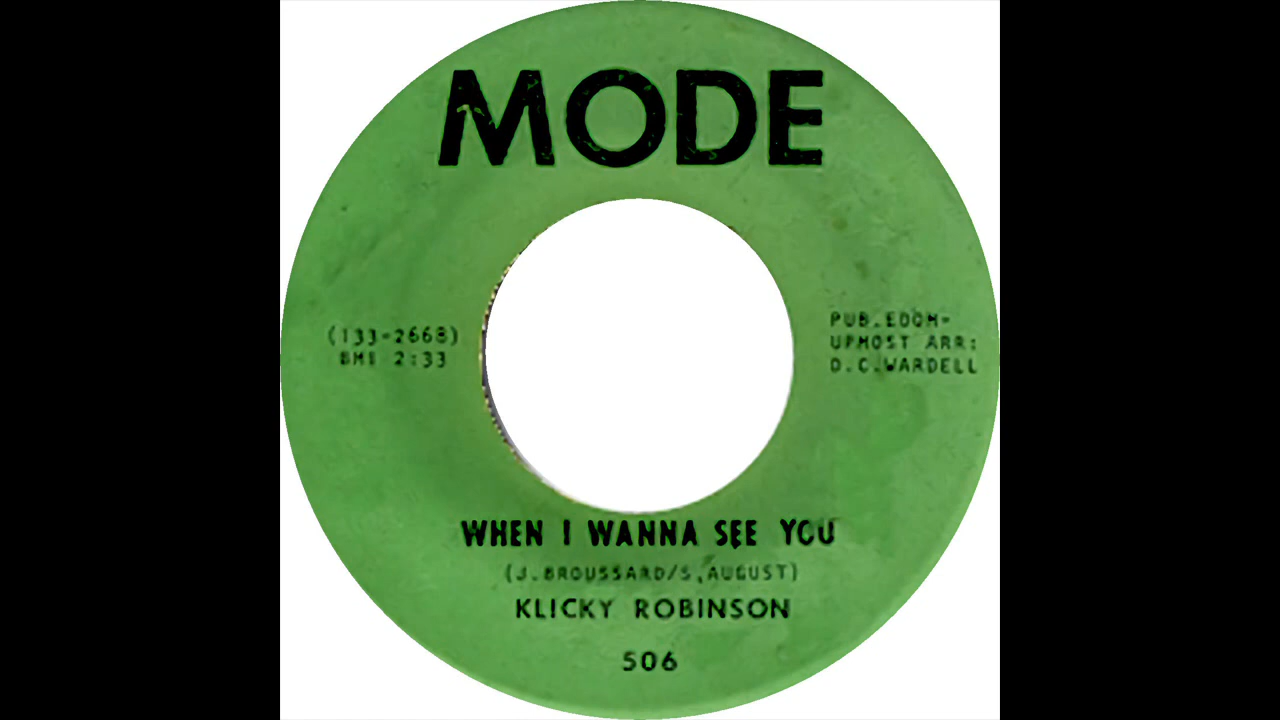 MODE
(133-2668)
BMI 2:33
PUB.EDOM-
UPMOST ARR:
D.C.WARDELL
WHEN I WANNA SEE YOU
(J.BROUSSARD/S,AUGUST)
KLICKY ROBINSON
506